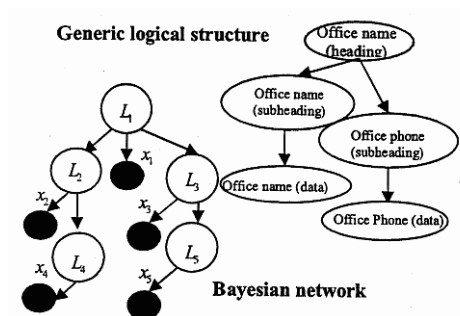 Generic logical structure
Office name
(heading)
Office name
(subheading)
Office phone
(subheading)
Office name (data)
Office Phone (data)
L1
x1
L2
x2
L3
x3
L4
x4
L5
x5
Bayesian network